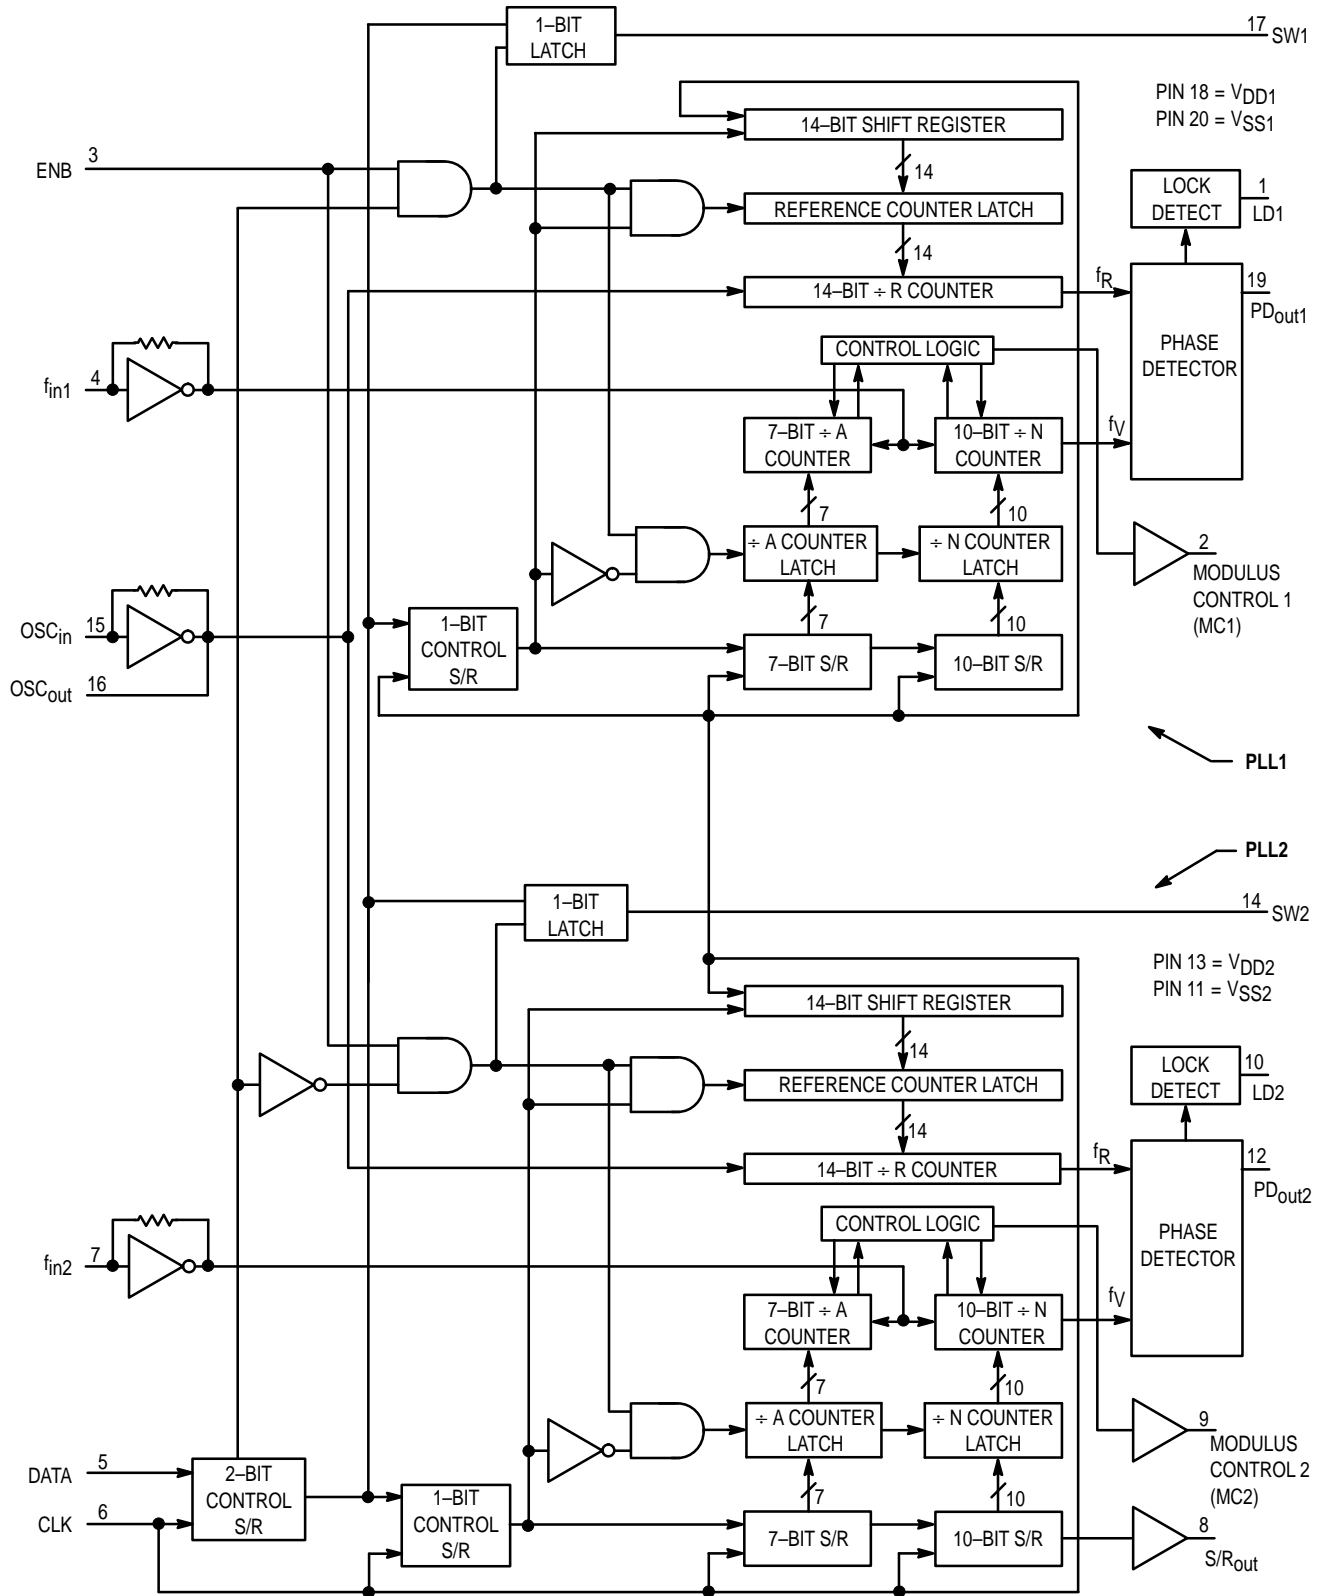 1–BIT
LATCH
17
SW1
PIN 18 = VDD1
PIN 20 = VSS1
14–BIT SHIFT REGISTER
3
ENB
14
LOCK
DETECT
1
LD1
REFERENCE COUNTER LATCH
14
14–BIT ÷ R COUNTER
fR
19
PDout1
PHASE
DETECTOR
CONTROL LOGIC
fin1
4
7–BIT ÷ A
COUNTER
10–BIT ÷ N
COUNTER
fV
7
10
÷ A COUNTER
LATCH
÷ N COUNTER
LATCH
2
MODULUS
CONTROL 1
(MC1)
OSCin
15
1–BIT
CONTROL
S/R
7
10
7–BIT S/R
10–BIT S/R
OSCout
16
PLL1
PLL2
1–BIT
LATCH
14
SW2
PIN 13 = VDD2
PIN 11 = VSS2
14–BIT SHIFT REGISTER
14
LOCK
DETECT
10
LD2
REFERENCE COUNTER LATCH
14
14–BIT ÷ R COUNTER
fR
12
PDout2
PHASE
DETECTOR
CONTROL LOGIC
fin2
7
7–BIT ÷ A
COUNTER
10–BIT ÷ N
COUNTER
fV
7
10
÷ A COUNTER
LATCH
÷ N COUNTER
LATCH
9
MODULUS
CONTROL 2
(MC2)
DATA
5
CLK
6
2–BIT
CONTROL
S/R
1–BIT
CONTROL
S/R
7
10
7–BIT S/R
10–BIT S/R
8
S/Rout